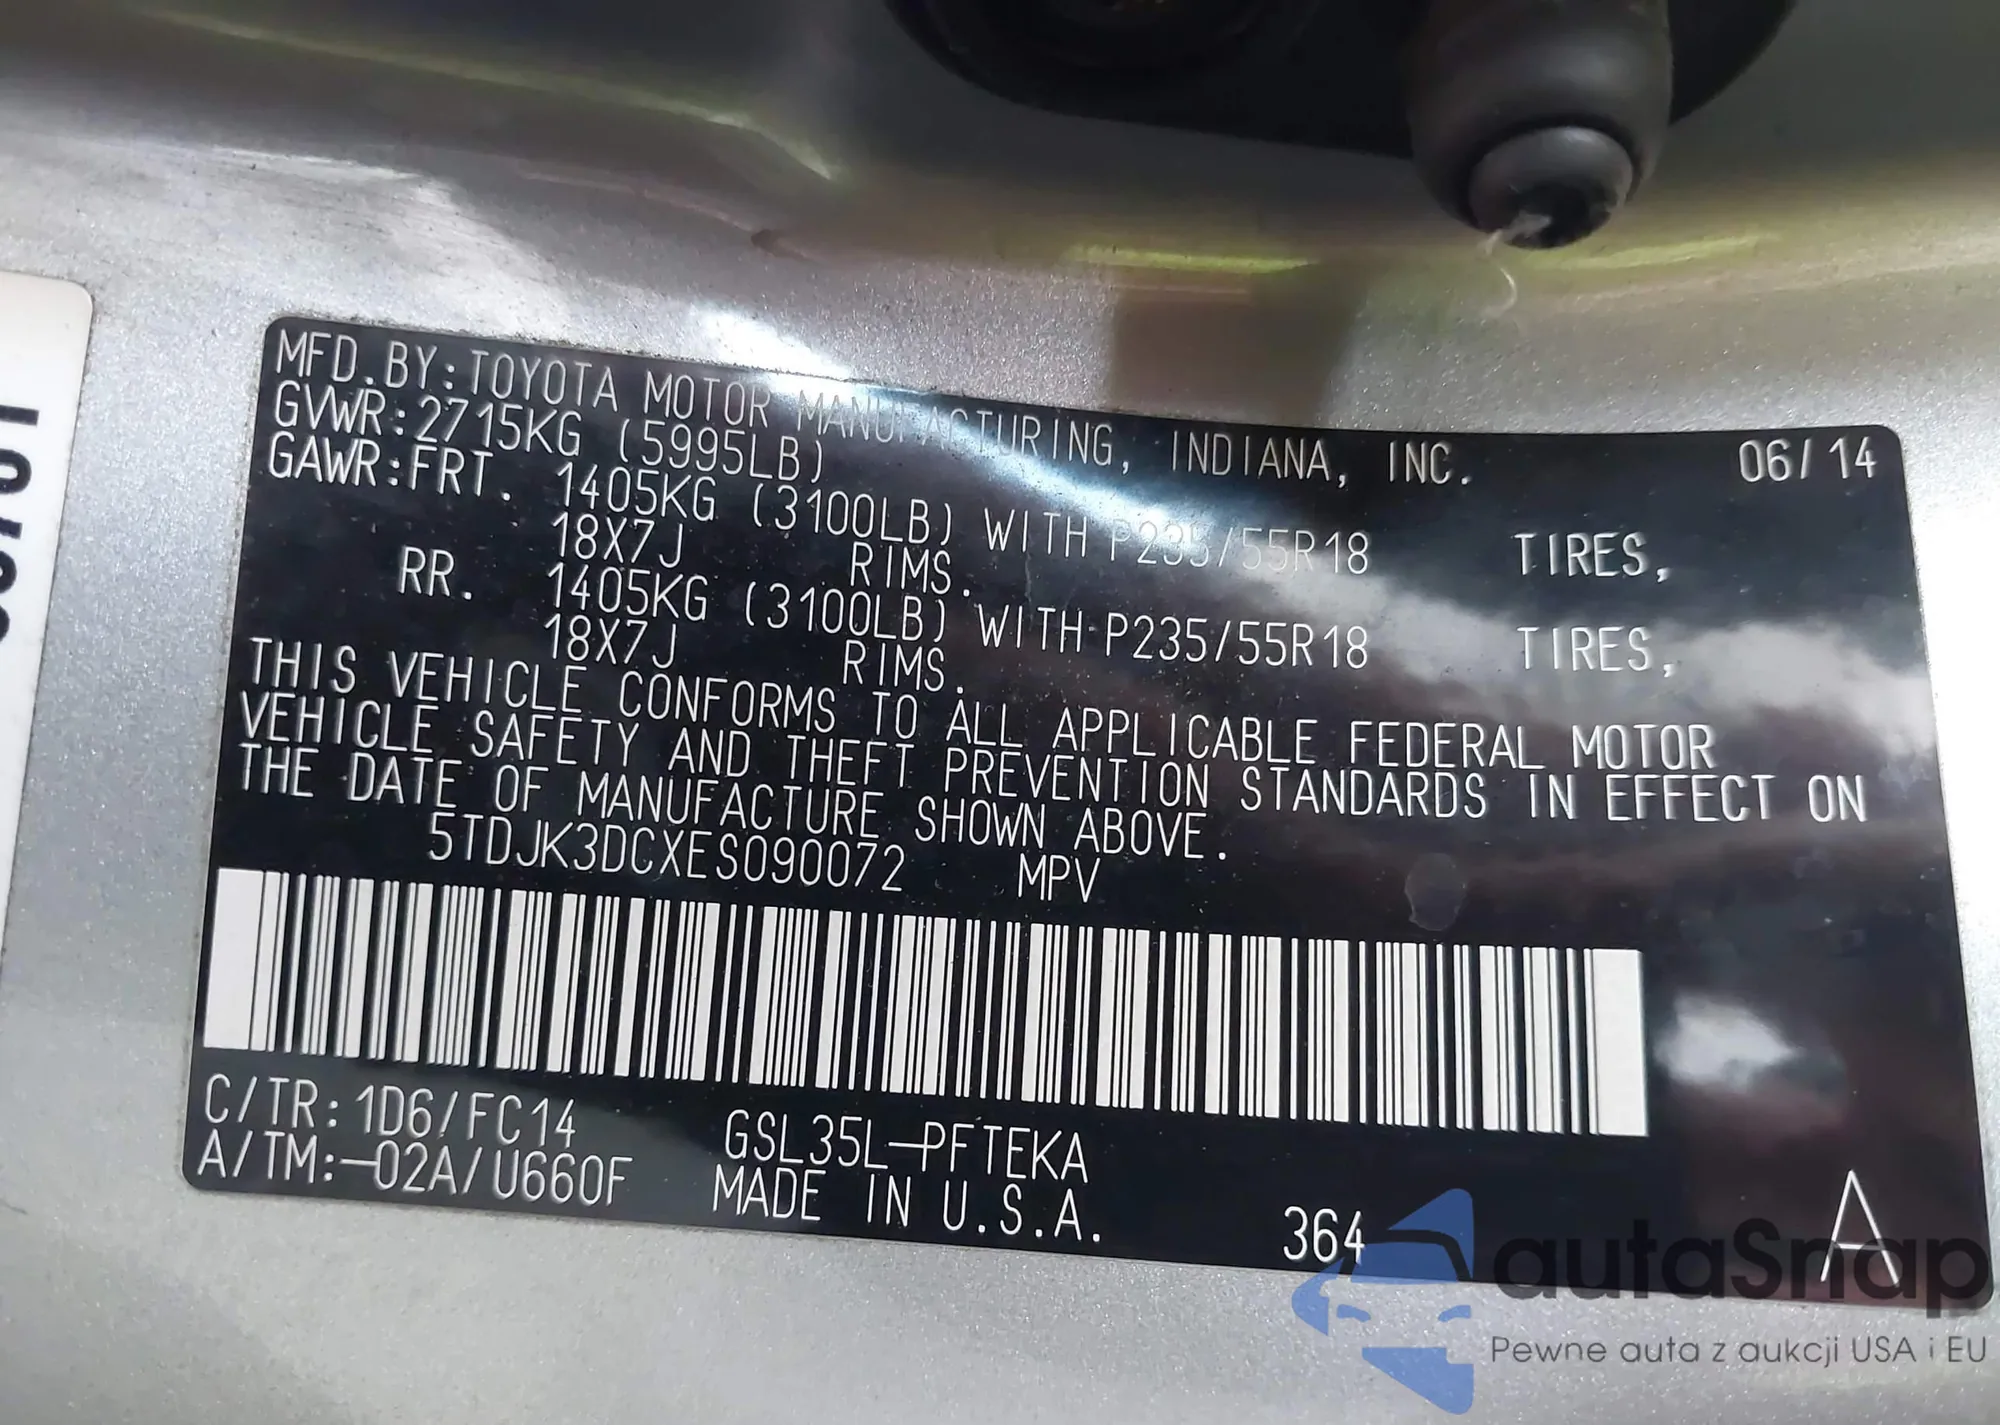 MFD.BY:TOYOTA MOTOR MANUFACTURING, INDIANA, INC. 06/14
GVWR:2715KG (5995LB)
GAWR:FRT. 1405KG (3100LB) WITH P235/55R18 TIRES,
18X7J RIMS.
RR. 1405KG (3100LB) WITH P235/55R18 TIRES,
18X7J RIMS.
THIS VEHICLE CONFORMS TO ALL APPLICABLE FEDERAL MOTOR
VEHICLE SAFETY AND THEFT PREVENTION STANDARDS IN EFFECT ON
THE DATE OF MANUFACTURE SHOWN ABOVE.
5TDJK3DCXES090072 MPV
C/TR:1D6/FC14 GSL35L-PFTEKA
A/TM:-02A/U660F MADE IN U.S.A. 364 A
autaSnap
Pewne auta z aukcji USA i EU